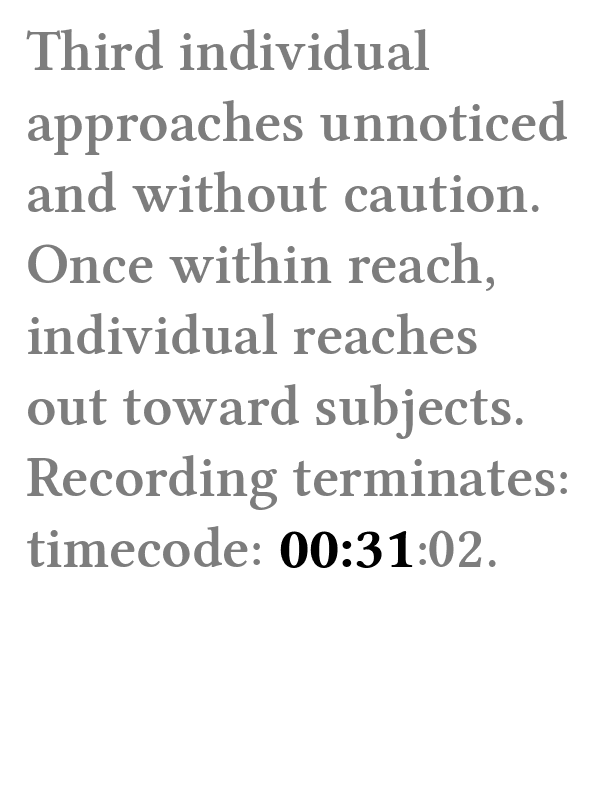 Third individual
approaches unnoticed
and without caution.
Once within reach,
individual reaches
out toward subjects.
Recording terminates:
timecode: 00:31:02.